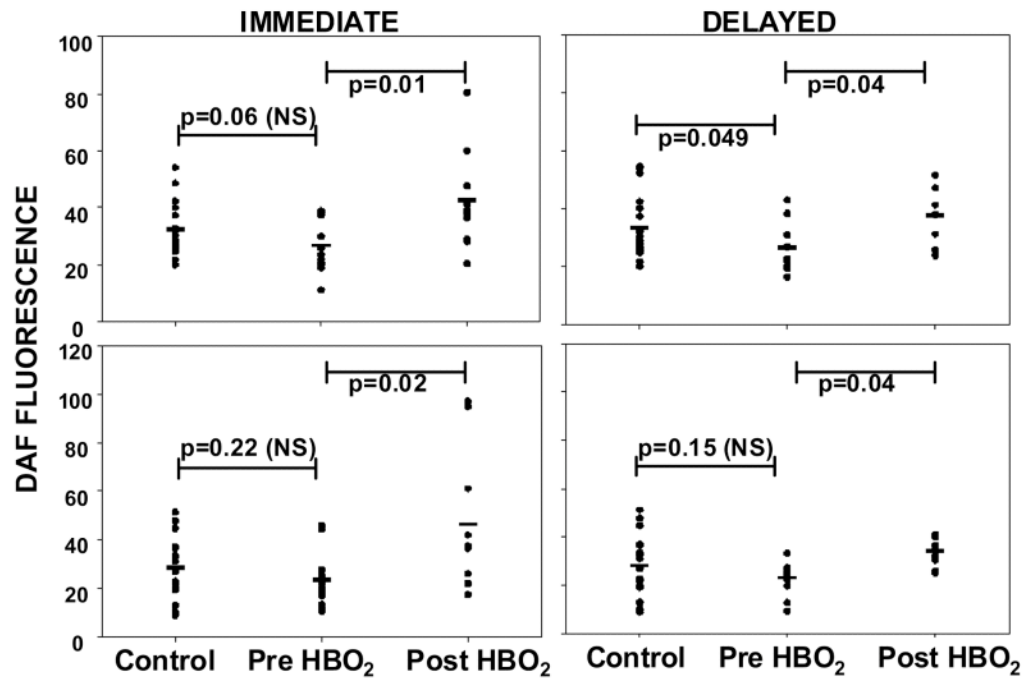 IMMEDIATE
DELAYED
DAF FLUORESCENCE
100
80
60
40
20
0
p=0.06 (NS)
p=0.01
p=0.049
p=0.04
120
100
80
60
40
20
0
p=0.22 (NS)
p=0.02
p=0.15 (NS)
p=0.04
Control
Pre HBO₂
Post HBO₂
Control
Pre HBO₂
Post HBO₂